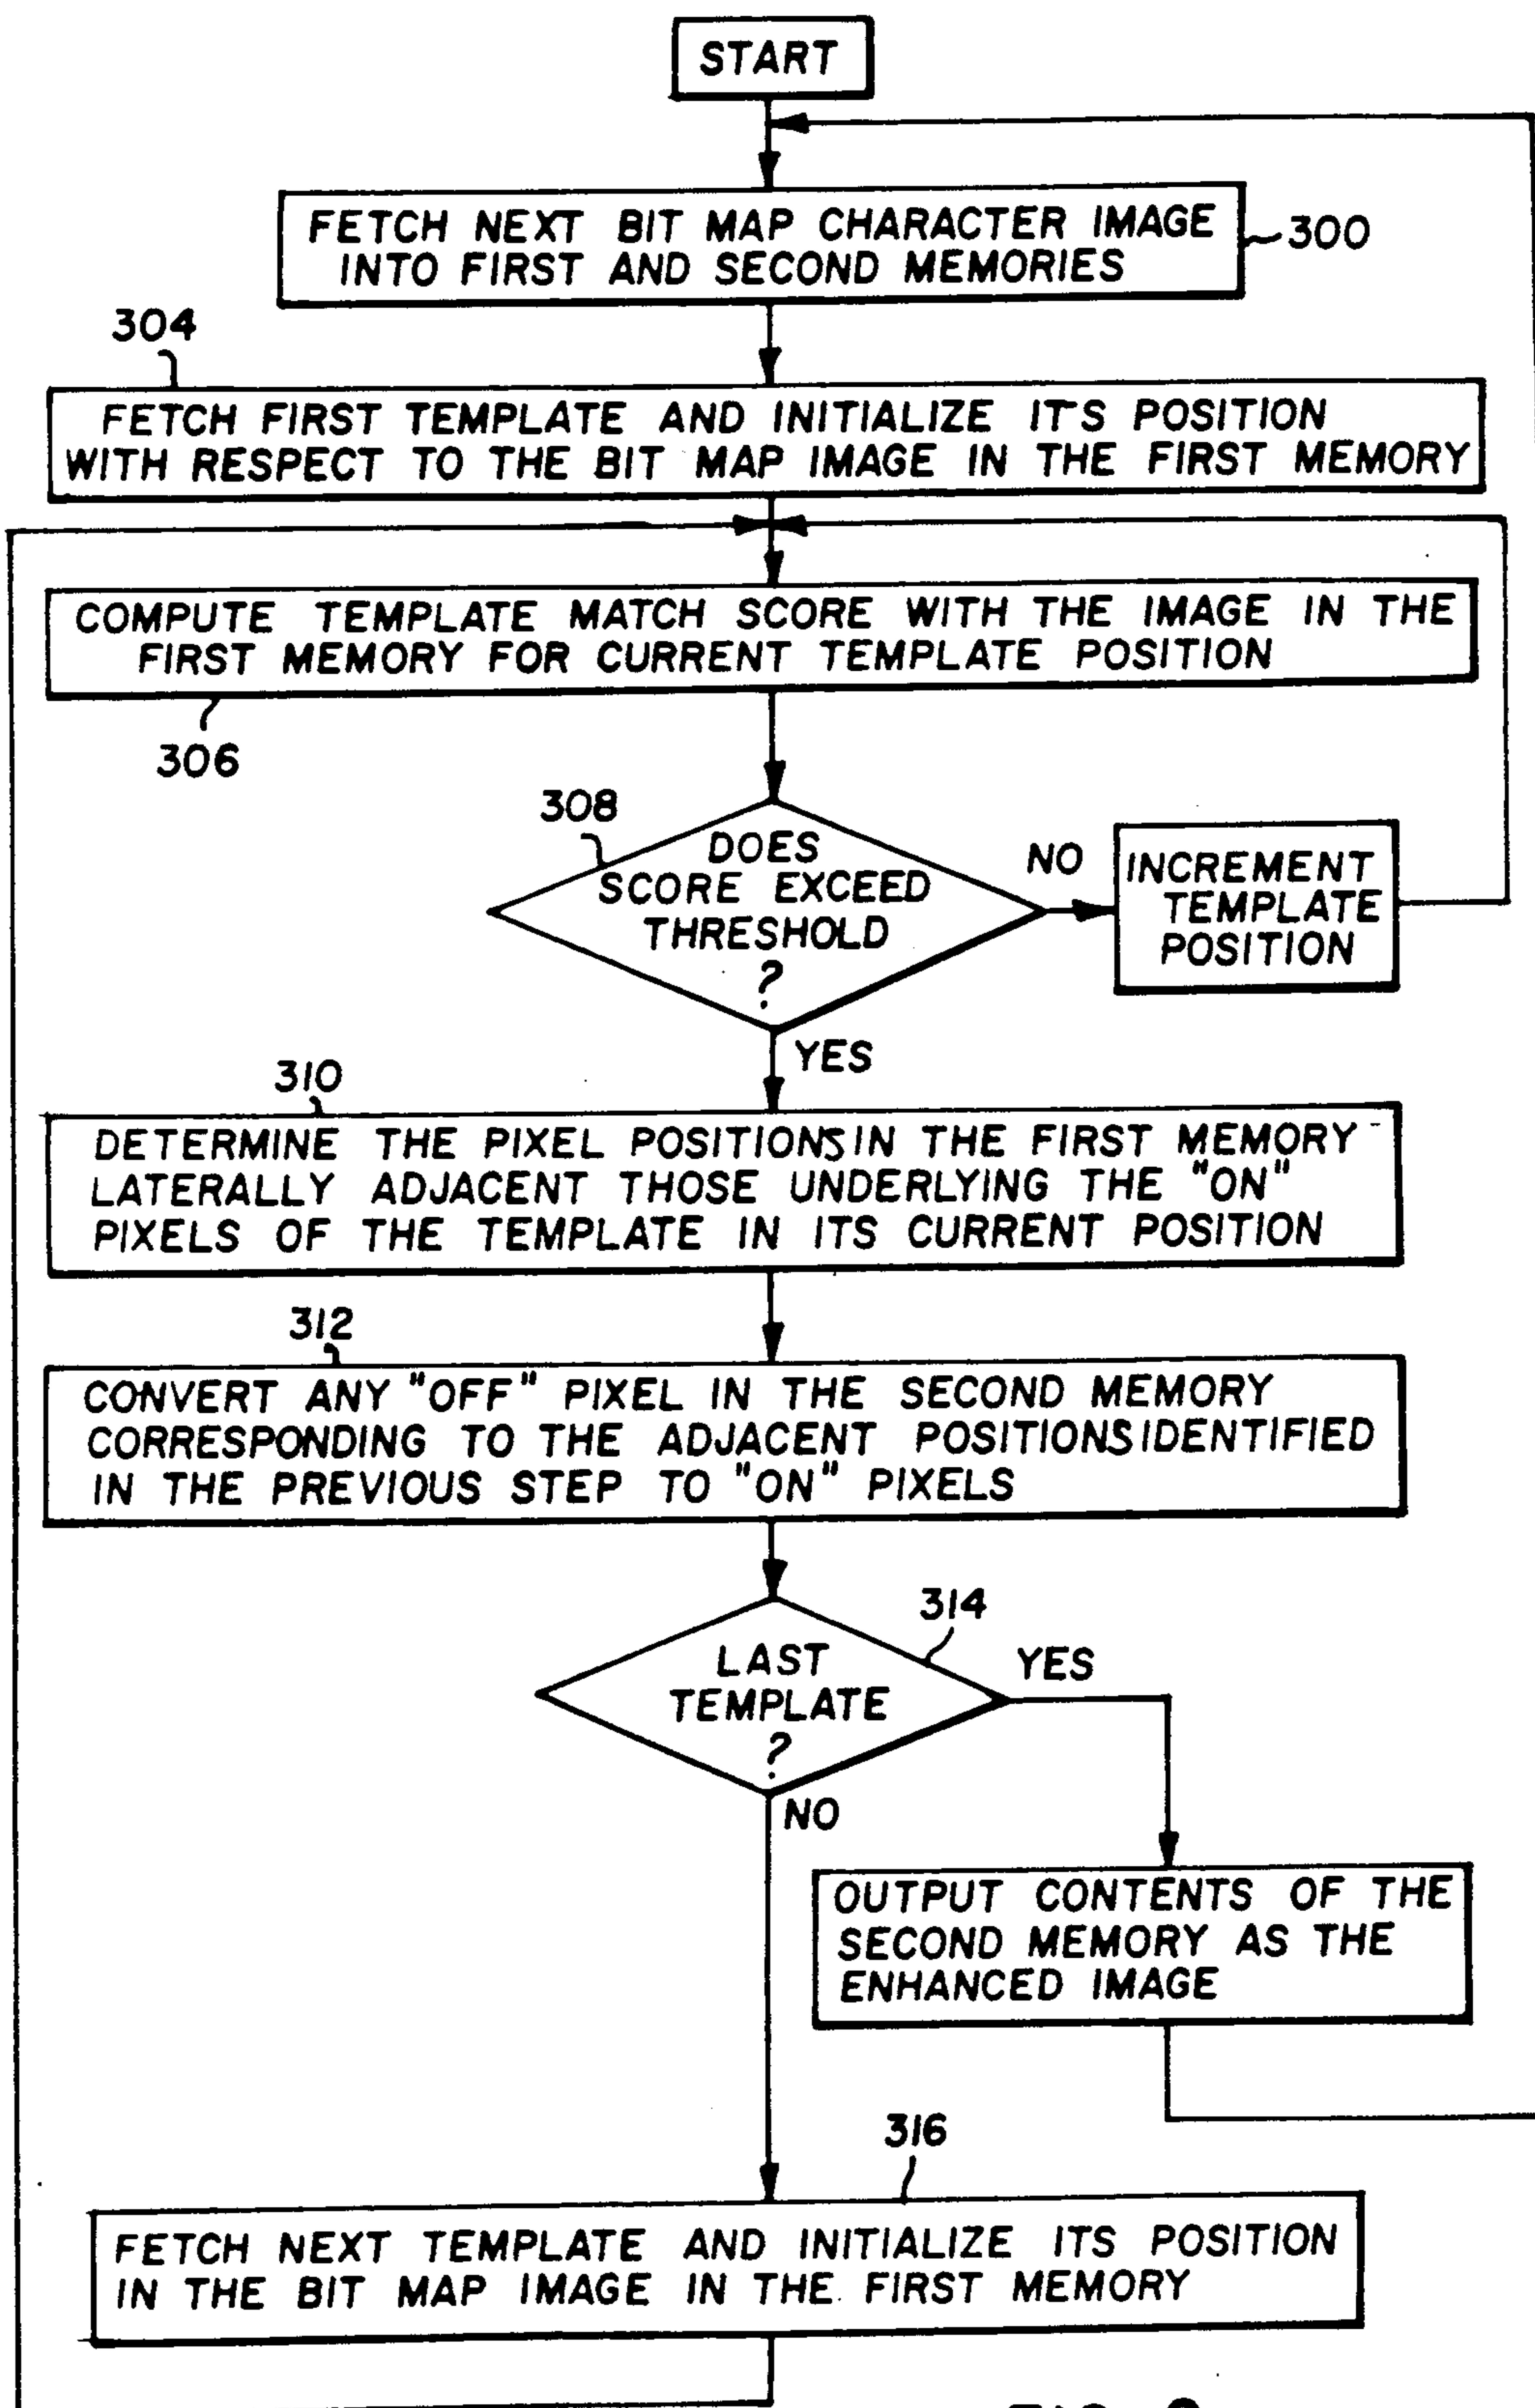 START
FETCH NEXT BIT MAP CHARACTER IMAGE
INTO FIRST AND SECOND MEMORIES
300
304
FETCH FIRST TEMPLATE AND INITIALIZE IT'S POSITION
WITH RESPECT TO THE BIT MAP IMAGE IN THE FIRST MEMORY
COMPUTE TEMPLATE MATCH SCORE WITH THE IMAGE IN THE
FIRST MEMORY FOR CURRENT TEMPLATE POSITION
306
308
DOES
SCORE EXCEED
THRESHOLD
?
NO
INCREMENT
TEMPLATE
POSITION
YES
310
DETERMINE THE PIXEL POSITIONS IN THE FIRST MEMORY
LATERALLY ADJACENT THOSE UNDERLYING THE "ON"
PIXELS OF THE TEMPLATE IN ITS CURRENT POSITION
312
CONVERT ANY "OFF" PIXEL IN THE SECOND MEMORY
CORRESPONDING TO THE ADJACENT POSITIONS IDENTIFIED
IN THE PREVIOUS STEP TO "ON" PIXELS
314
LAST
TEMPLATE
?
YES
NO
OUTPUT CONTENTS OF THE
SECOND MEMORY AS THE
ENHANCED IMAGE
316
FETCH NEXT TEMPLATE AND INITIALIZE ITS POSITION
IN THE BIT MAP IMAGE IN THE FIRST MEMORY